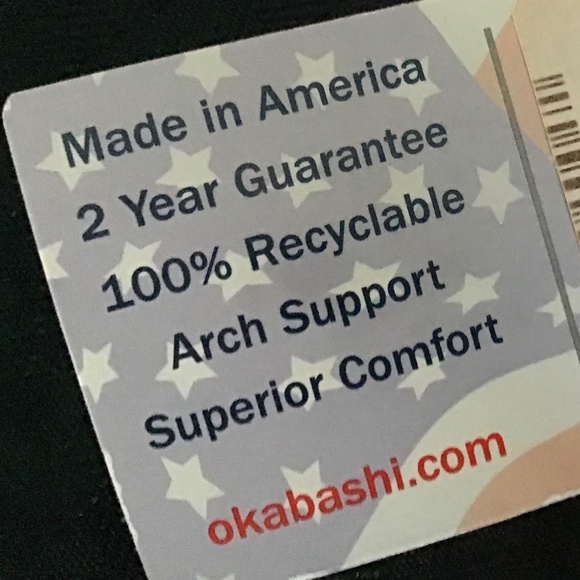 Made in America
2 Year Guarantee
100% Recyclable
Arch Support
Superior Comfort
okabashi.com